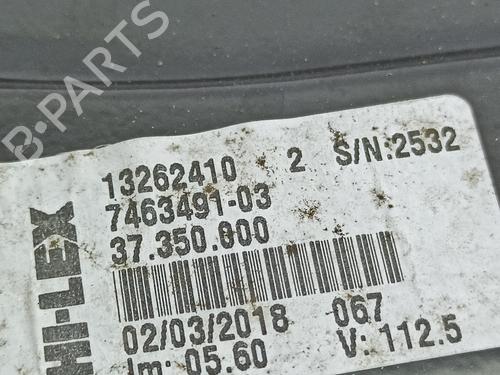 B-PARTS
HI-LEX
13262410 2 S/N:2532
7463491-03
37.350.000
02/03/2018 067
Im: 05.60 V: 112.5